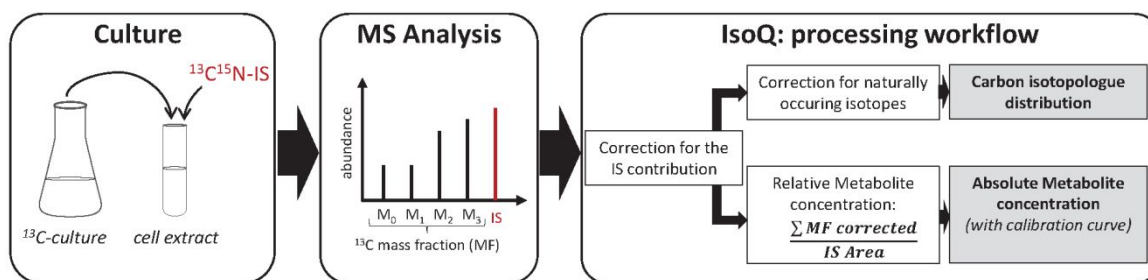 Culture
¹³C¹⁵N-IS
¹³C-culture
cell extract
MS Analysis
abundance
M₀ M₁ M₂ M₃ IS
¹³C mass fraction (MF)
IsoQ: processing workflow
Correction for the
IS contribution
Correction for naturally
occuring isotopes
Carbon isotopologue
distribution
Relative Metabolite
concentration:
∑ MF corrected
IS Area
Absolute Metabolite
concentration
(with calibration curve)